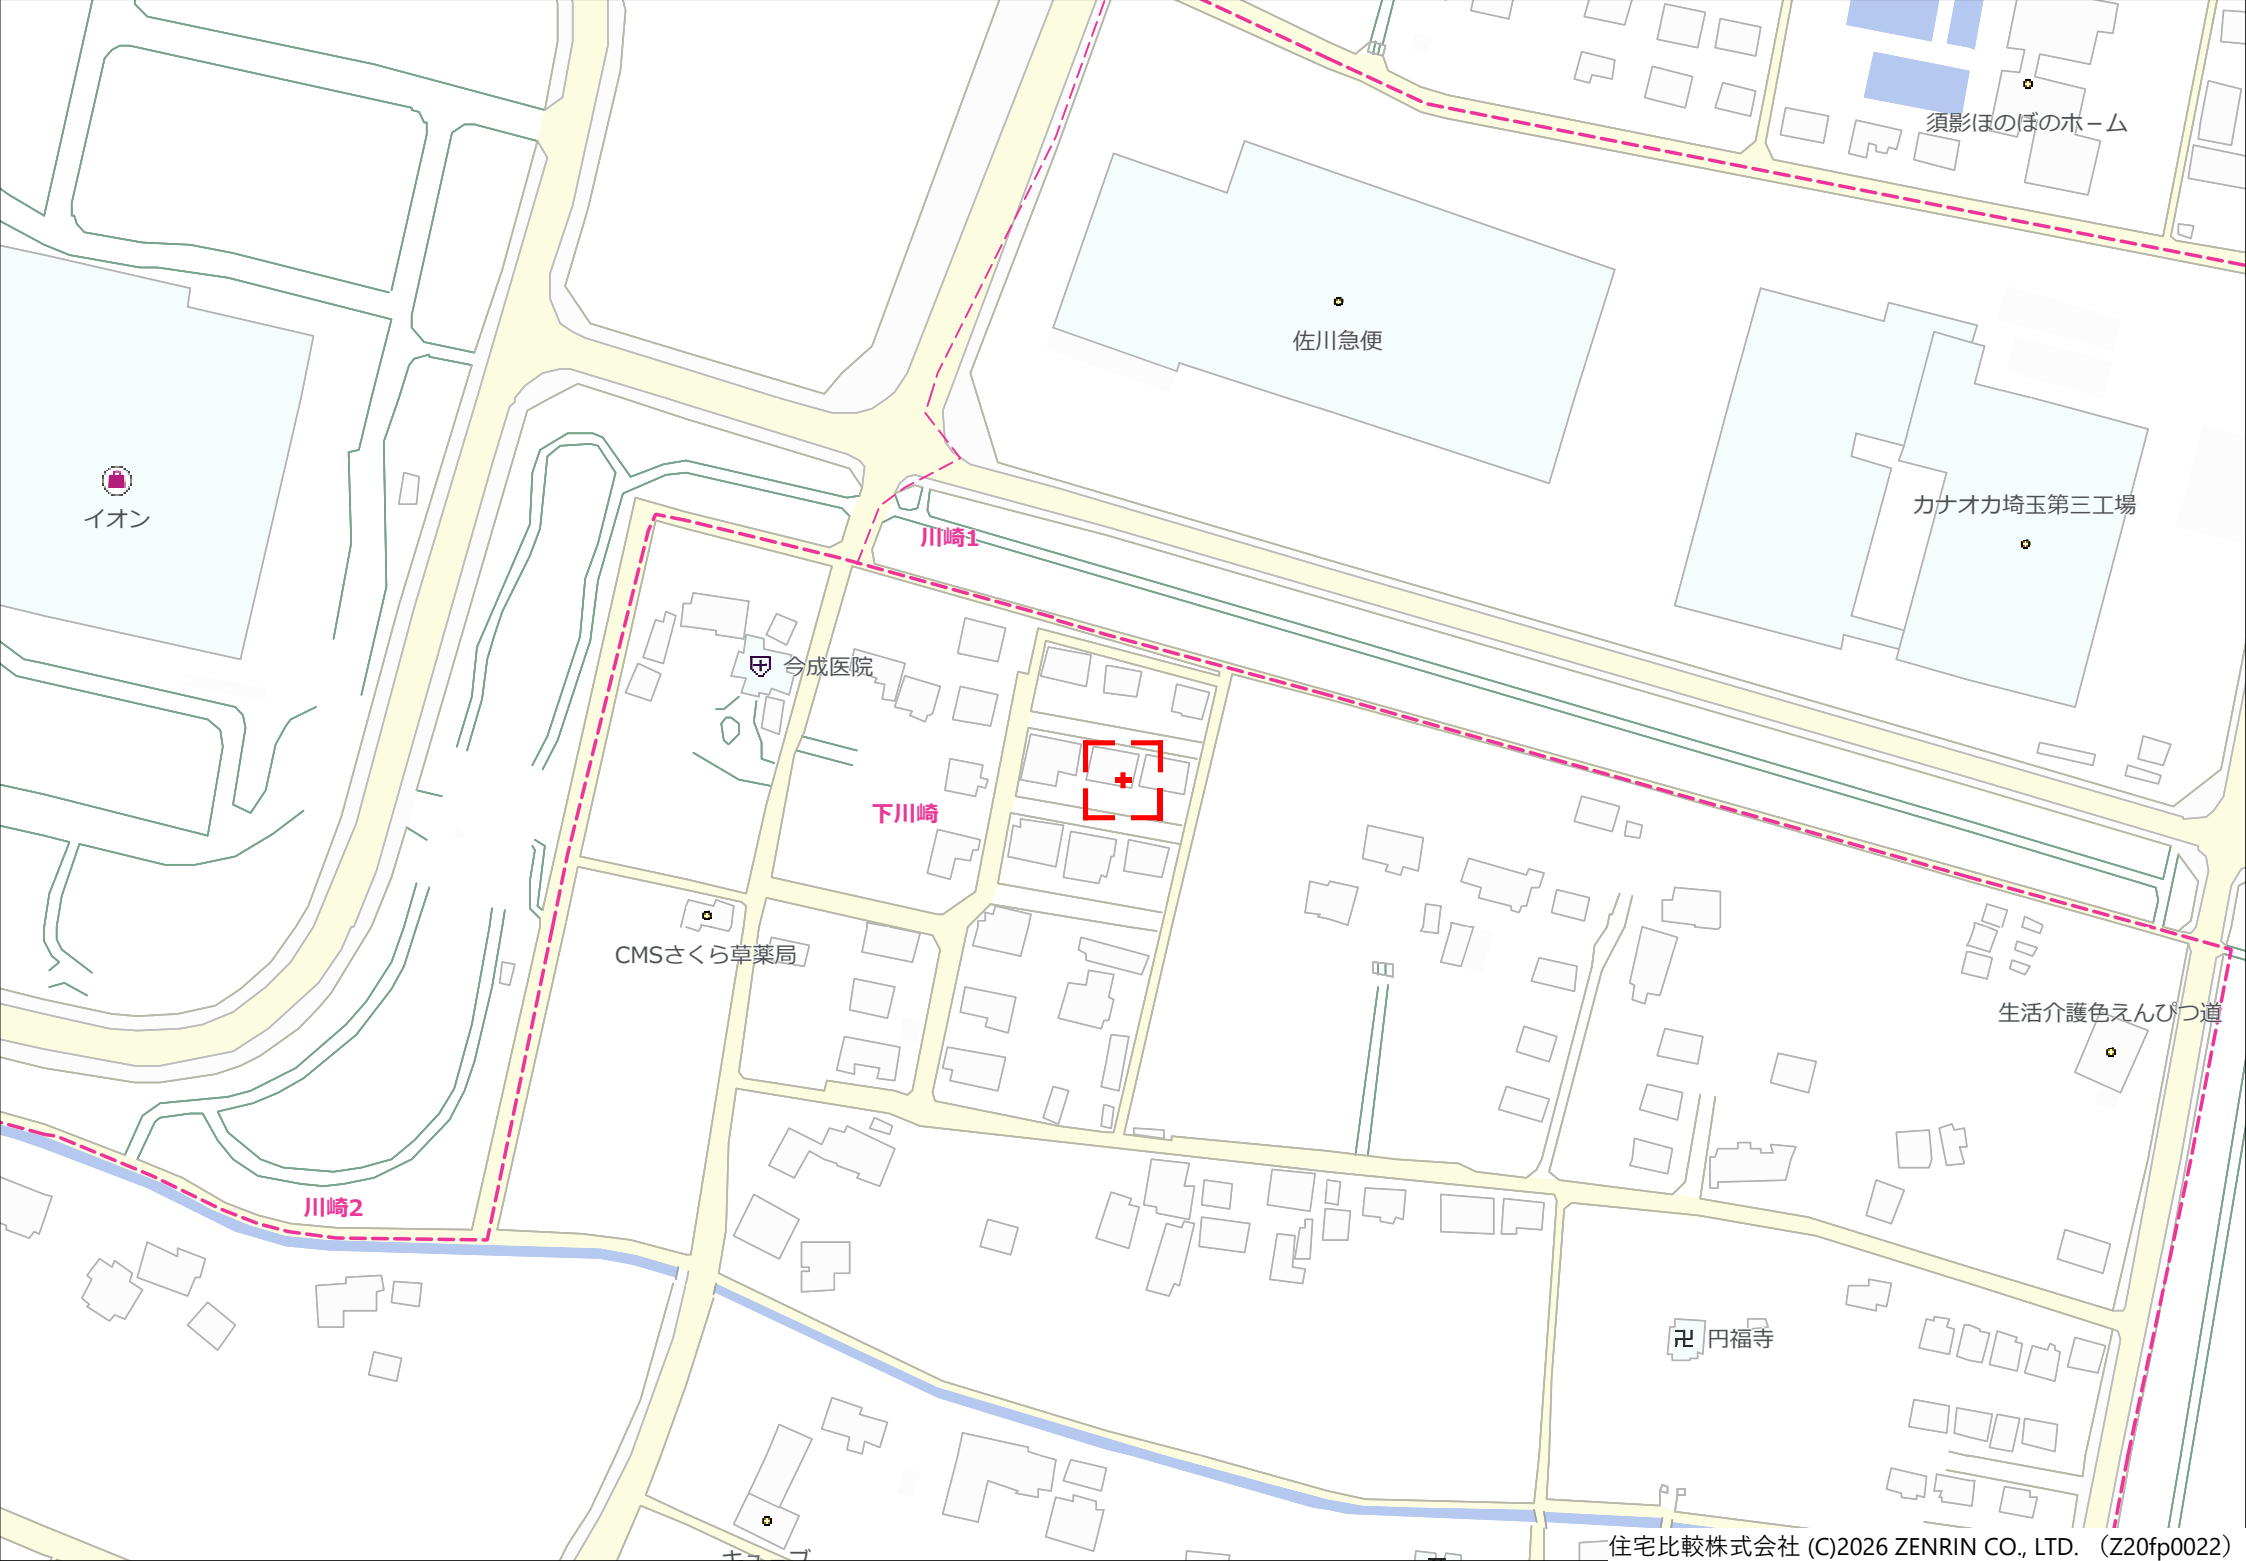 須影ほのぼのホーム
佐川急便
カナオカ埼玉第三工場
イオン
川崎1
今成医院
下川崎
CMSさくら草薬局
生活介護色えんぴつ道
川崎2
卍 円福寺
住宅比較株式会社 (C)2026 ZENRIN CO., LTD. （Z20fp0022）